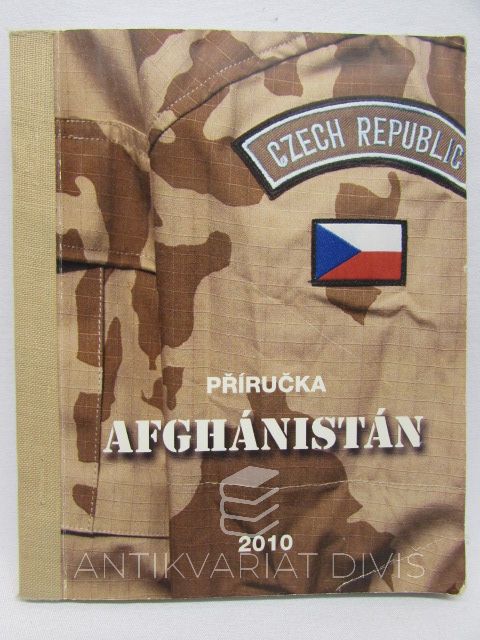 CZECH REPUBLIC
PŘÍRUČKA
AFGHÁNISTÁN
2010
ANTIKVARIÁT DIVIŠ